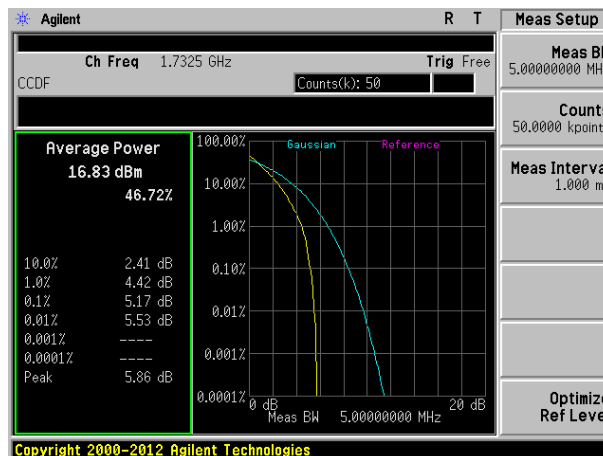 Agilent R T Meas Setup
Ch Freq 1.7325 GHz Trig Free
CCDF Counts(k): 50
Meas B
5.00000000 MH
Count
50.0000 kpoint
Meas Interva
1.000 m
Optimiz
Ref Leve
Average Power
16.83 dBm
46.72%
10.0% 2.41 dB
1.0% 4.42 dB
0.1% 5.17 dB
0.01% 5.53 dB
0.001% ----
0.0001% ----
Peak 5.86 dB
Gaussian Reference
100.00%
10.00%
1.00%
0.10%
0.01%
0.001%
0.0001%
0 dB 20 dB
Meas BW 5.00000000 MHz
Copyright 2000-2012 Agilent Technologies